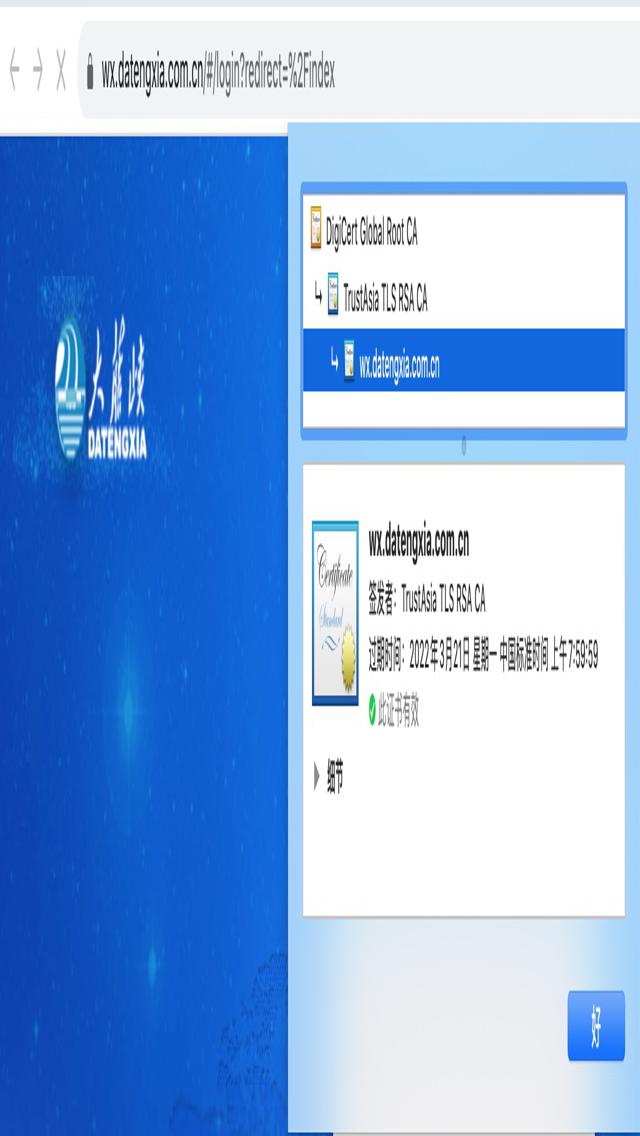 wx.datengxia.com.cn/#/login?redirect=%2Findex
大藤峡
DATENGXIA
DigiCert Global Root CA
TrustAsia TLS RSA CA
wx.datengxia.com.cn
Certificate
Standard
wx.datengxia.com.cn
签发者：TrustAsia TLS RSA CA
过期时间：2022年3月21日 星期一 中国标准时间 上午7:59:59
此证书有效
细节
好